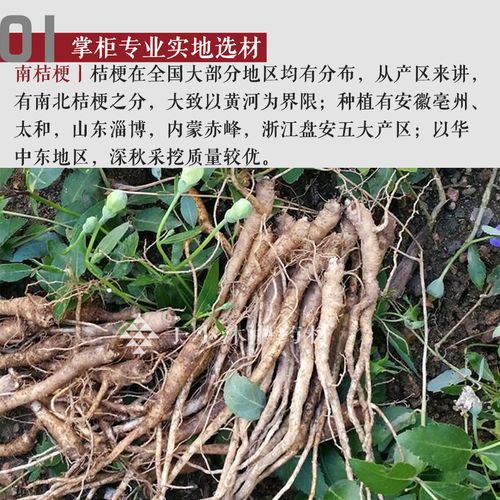 01 掌柜专业实地选材
南桔梗丨桔梗在全国大部分地区均有分布，从产区来讲，
有南北桔梗之分，大致以黄河为界限；种植有安徽亳州、
太和，山东淄博，内蒙赤峰，浙江盘安五大产区；以华
中东地区，深秋采挖质量较优。